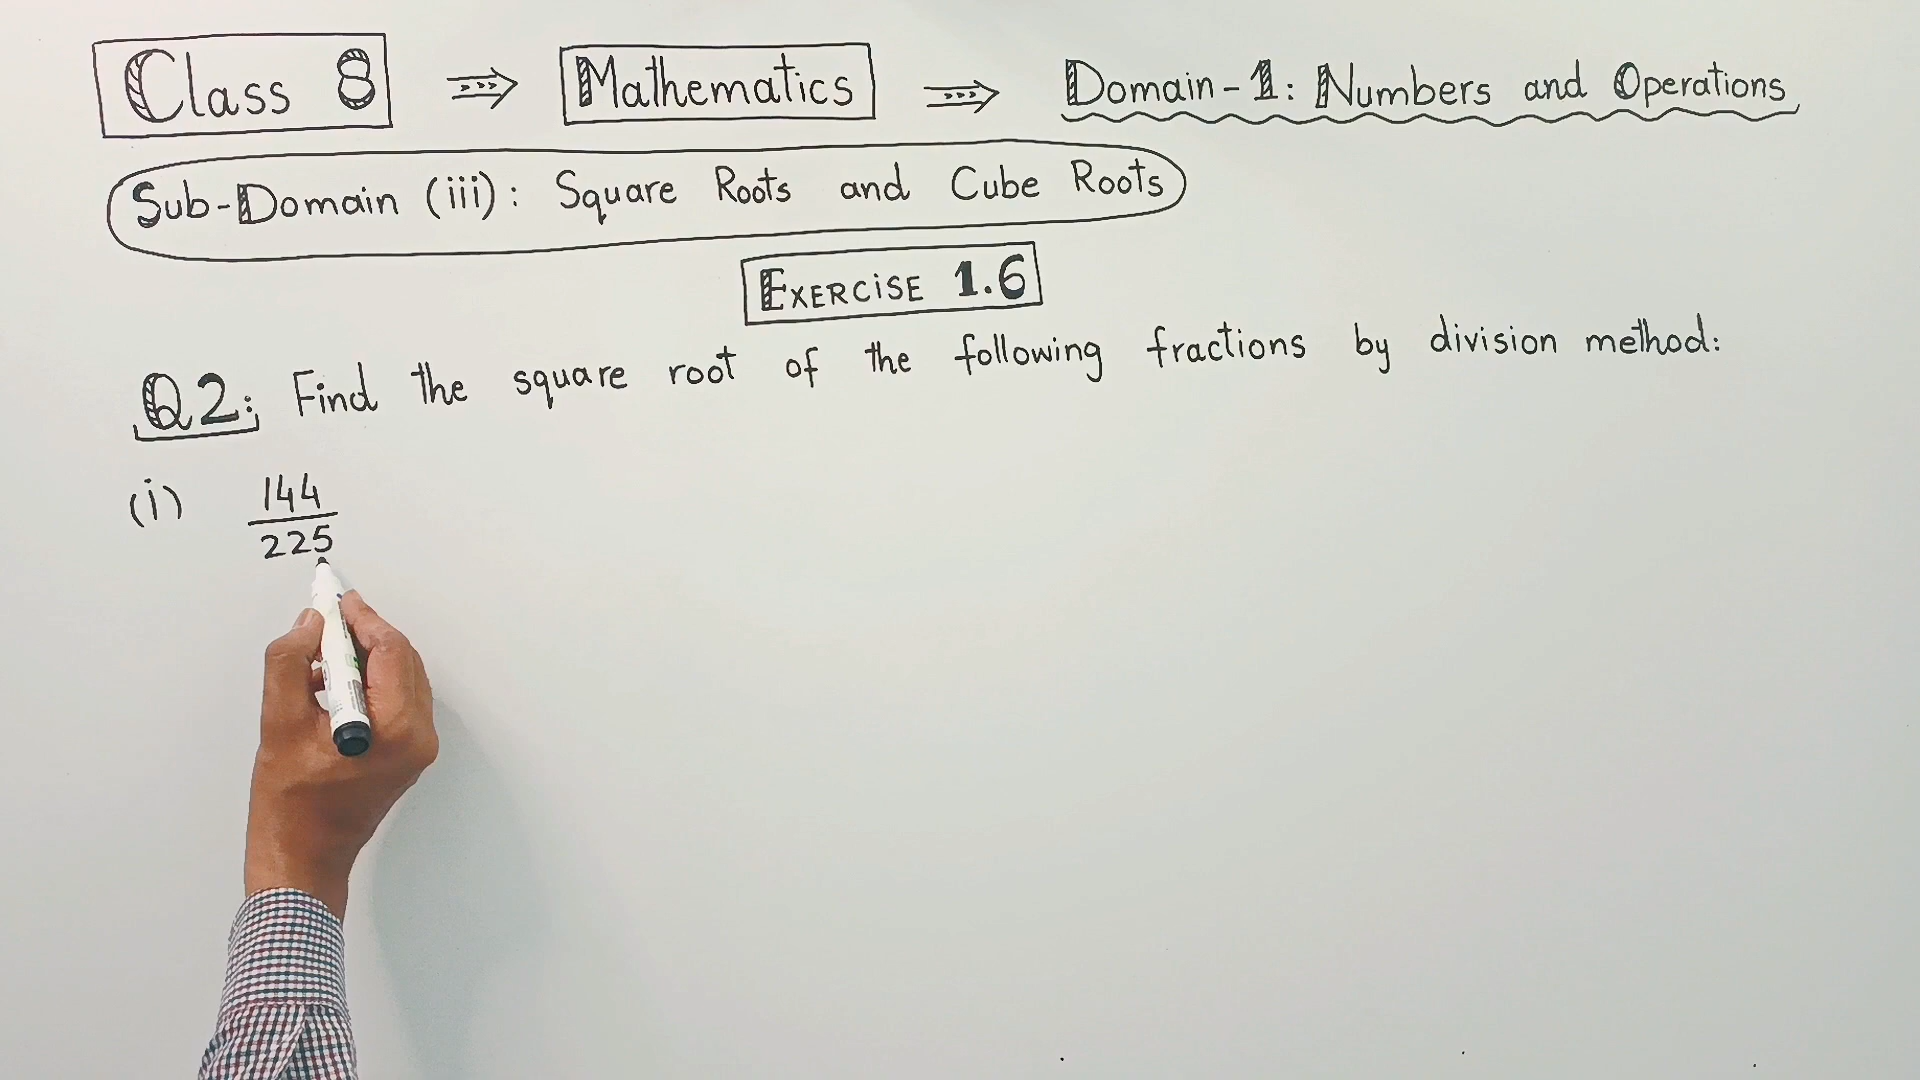 Class 8 ⇒ Mathematics ⇒ Domain-1: Numbers and Operations
Sub-Domain (iii): Square Roots and Cube Roots
EXERCiSE 1.6
Q2: Find the square root of the following fractions by division method:
(i) 144
225